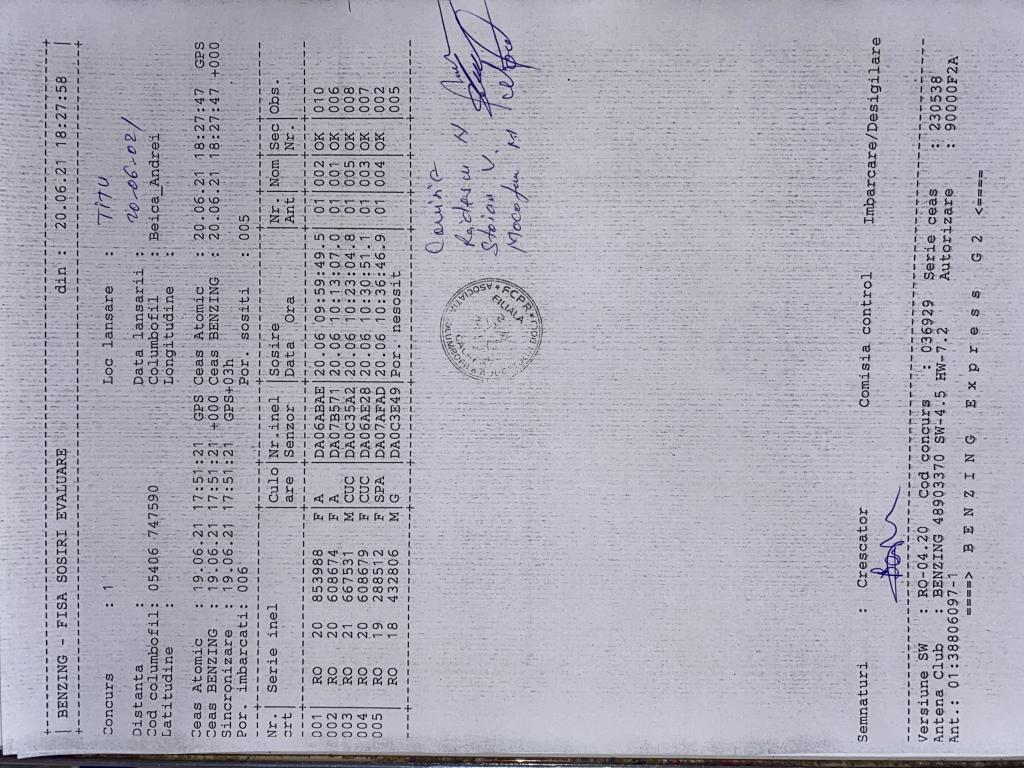 BENZING - FISA SOSIRI EVALUARE din : 20.06.21 18:27:58
Concurs : 1 Loc lansare : TITU
Distanta : Data lansarii : 20-06-021
Cod columbofil: 05406 747590 Columbofil : Beica_Andrei
Latitudine : Longitudine :
Ceas Atomic : 19.06.21 17:51:21 GPS Ceas Atomic : 20.06.21 18:27:47 GPS
Ceas BENZING : 19.06.21 17:51:21 +000 Ceas BENZING : 20.06.21 18:27:47 +000
Sincronizare : 19.06.21 17:51:21 GPS+03h
Por. imbarcati: 006 Por. sositi : 005
Nr. | Serie inel | Culo | Nr.inel | Sosire | Nr. | Nom | Sec | Obs.
crt | are | Senzor | Data Ora | Ant. | Nr.
001 | RO 20 853988 F A | DA06ABAE | 20.06 09:59:49.5 | 01 | 002 | OK | 010
002 | RO 20 608674 F A | DA07B571 | 20.06 10:13:07.0 | 01 | 001 | OK | 006
003 | RO 21 667531 M CUC | DA0C35A2 | 20.06 10:23:04.8 | 01 | 005 | OK | 008
004 | RO 20 608679 F CUC | DA06AE28 | 20.06 10:30:51.1 | 01 | 003 | OK | 007
005 | RO 19 288512 F SPA | DA07AFAD | 20.06 10:36:46.9 | 01 | 004 | OK | 002
RO 18 432806 M G | DA0C3E49 | Por. nesosit 005
Stoian V.
FCPR
ASOCIATIA
FILIALA
Semnaturi : Crescator Comisia control Imbarcare/Desigilare
Versiune SW : RO-04.20 Cod concurs : 036929 Serie ceas : 230538
Antena Club : BENZING 48903370 SW-4.5 HW-7.2 Autorizare : 90000F2A
Ant.: 01:38806097-1
====> B E N Z I N G E x p r e s s G 2 <====